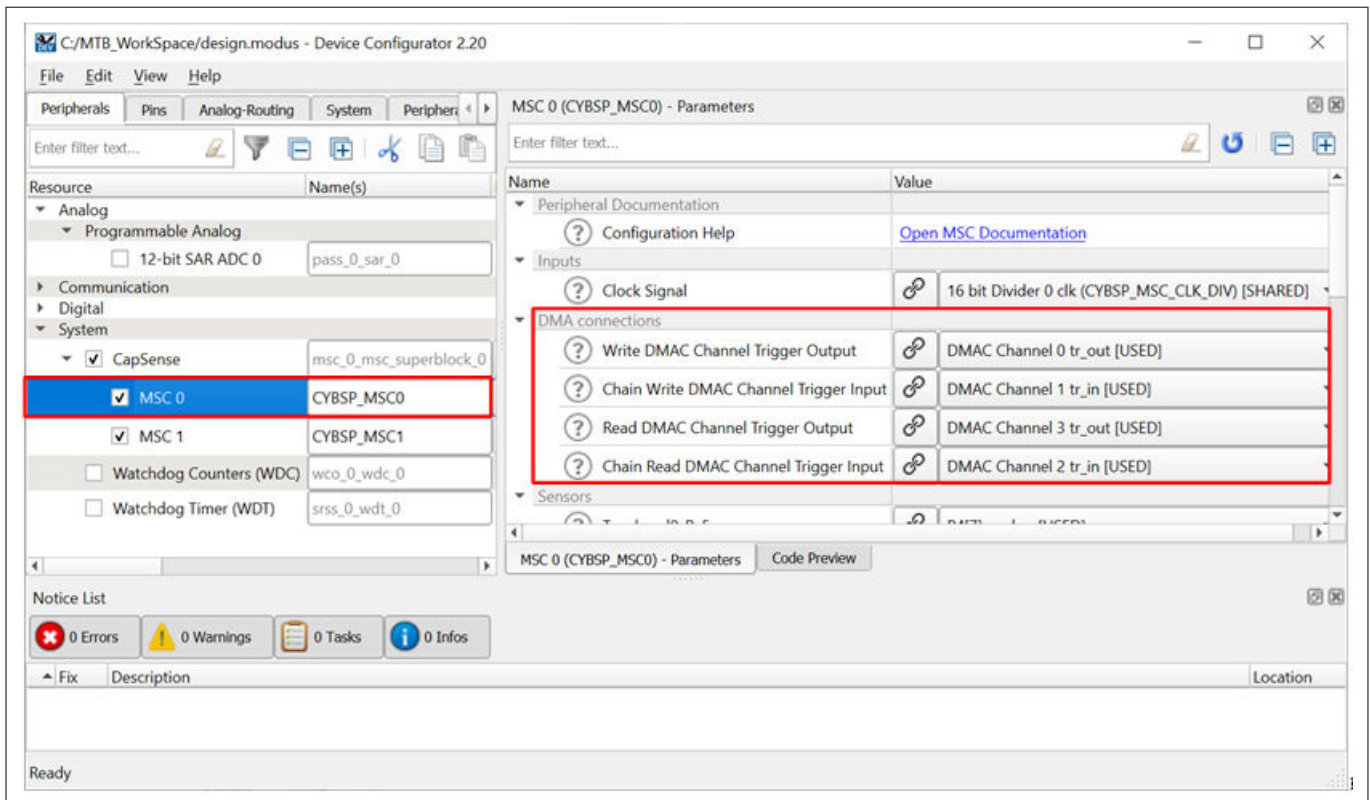 C:/MTB_WorkSpace/design.modus - Device Configurator 2.20
File Edit View Help
Peripherals Pins Analog-Routing System Peripher
Enter filter text...
Resource Name(s)
Analog
Programmable Analog
12-bit SAR ADC 0 pass_0_sar_0
Communication
Digital
System
CapSense msc_0_msc_superblock_0
MSC 0 CYBSP_MSC0
MSC 1 CYBSP_MSC1
Watchdog Counters (WDC) wco_0_wdc_0
Watchdog Timer (WDT) srss_0_wdt_0
MSC 0 (CYBSP_MSC0) - Parameters
Enter filter text...
Name Value
Peripheral Documentation
? Configuration Help Open MSC Documentation
Inputs
? Clock Signal 16 bit Divider 0 clk (CYBSP_MSC_CLK_DIV) [SHARED]
DMA connections
? Write DMAC Channel Trigger Output DMAC Channel 0 tr_out [USED]
? Chain Write DMAC Channel Trigger Input DMAC Channel 1 tr_in [USED]
? Read DMAC Channel Trigger Output DMAC Channel 3 tr_out [USED]
? Chain Read DMAC Channel Trigger Input DMAC Channel 2 tr_in [USED]
Sensors
MSC 0 (CYBSP_MSC0) - Parameters Code Preview
Notice List
0 Errors 0 Warnings 0 Tasks 0 Infos
Fix Description Location
Ready